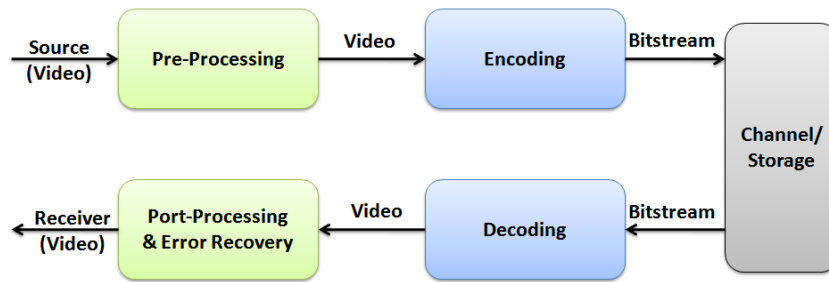 Source
(Video)
Pre-Processing
Video
Encoding
Bitstream
Channel/
Storage
Receiver
(Video)
Port-Processing
& Error Recovery
Video
Decoding
Bitstream